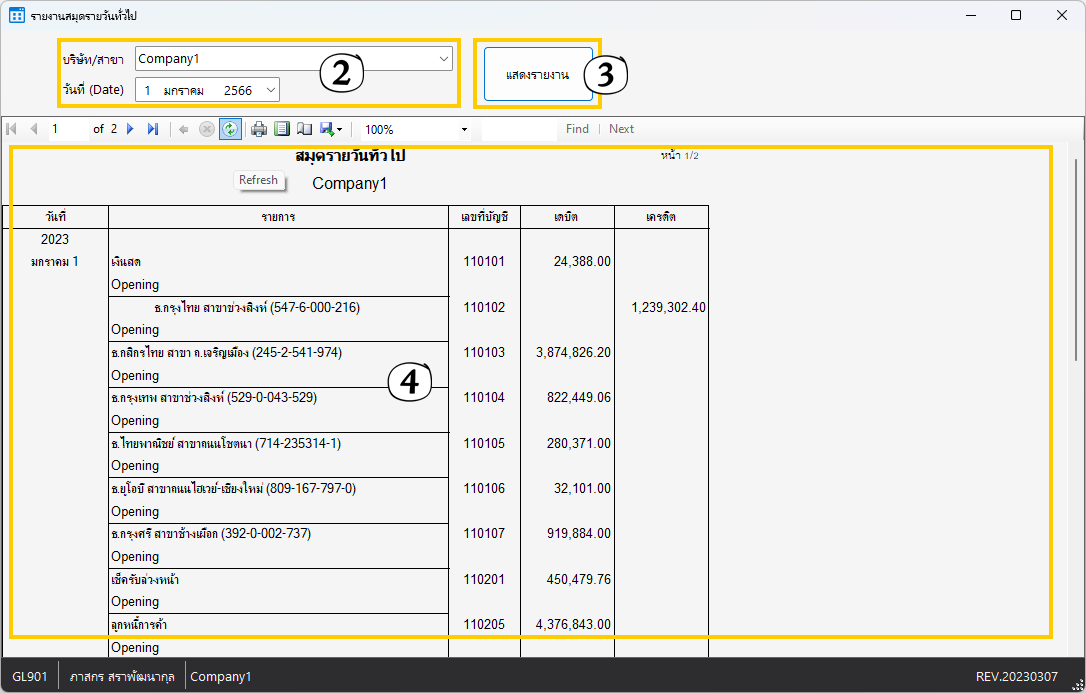 รายงานสมุดรายวันทั่วไป
บริษัท/สาขา Company1
2
วันที่ (Date) 1 มกราคม 2566
แสดงรายงาน
3
1 of 2 100% Find | Next
สมุดรายวันทั่วไป หน้า 1/2
Refresh Company1
วันที่ รายการ เลขที่บัญชี เดบิต เครดิต
2023
มกราคม 1 เงินสด 110101 24,388.00
Opening
ธ.กรุงไทย สาขาช่วงสิงห์ (547-6-000-216) 110102 1,239,302.40
Opening
ธ.กสิกรไทย สาขา ถ.เจริญเมือง (245-2-541-974) 110103 3,874,826.20
Opening
4
ธ.กรุงเทพ สาขาช่วงสิงห์ (529-0-043-529) 110104 822,449.06
Opening
ธ.ไทยพาณิชย์ สาขาถนนโชตนา (714-235314-1) 110105 280,371.00
Opening
ธ.ยูโอบี สาขาถนนไฮเวย์-เชียงใหม่ (809-167-797-0) 110106 32,101.00
Opening
ธ.กรุงศรี สาขาช้างเผือก (392-0-002-737) 110107 919,884.00
Opening
เช็ครับล่วงหน้า 110201 450,479.76
Opening
ลูกหนี้การค้า 110205 4,376,843.00
Opening
GL901 ภาสกร สราพัฒนากุล Company1 REV.20230307